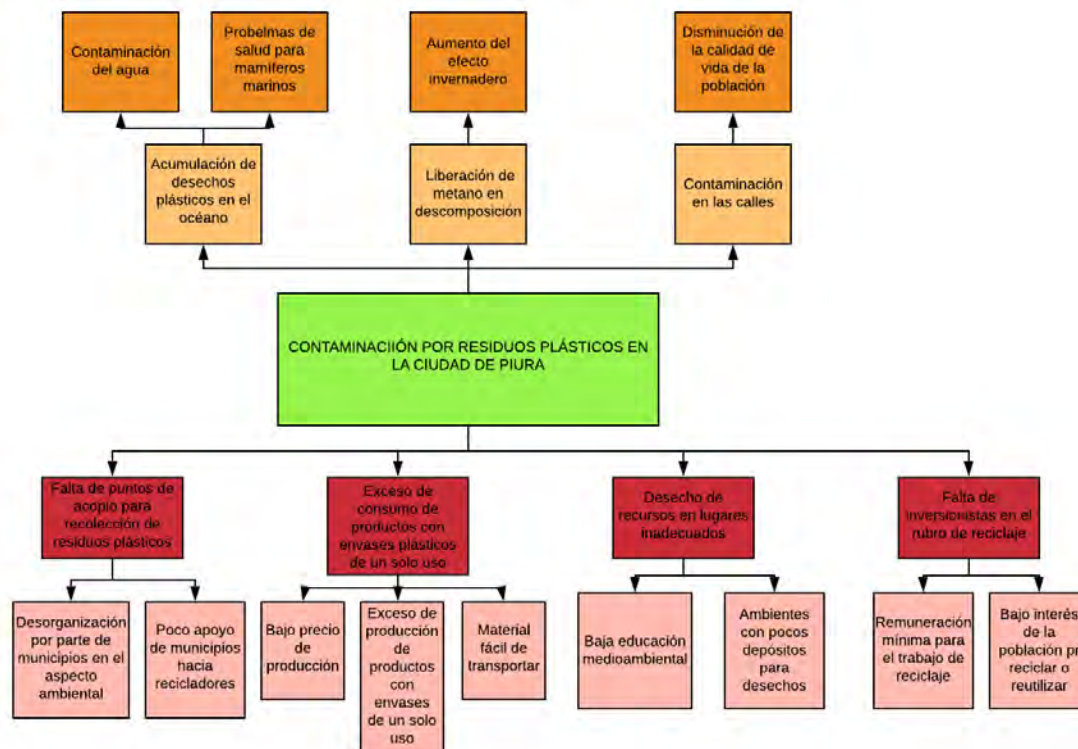 Contaminación
del agua
Probelmas de
salud para
mamíferos
marinos
Aumento del
efecto
invernadero
Disminución de
la calidad de
vida de la
población
Acumulación de
desechos
plásticos en el
océano
Liberación de
metano en
descomposición
Contaminación
en las calles
CONTAMINACIIÓN POR RESIDUOS PLÁSTICOS EN
LA CIUDAD DE PIURA
Falta de puntos de
acopio para
recolección de
residuos plásticos
Exceso de
consumo de
productos con
envases plásticos
de un solo uso
Desecho de
recursos en lugares
inadecuados
Falta de
inversionistas en el
rubro de reciclaje
Desorganización
por parte de
municipios en el
aspecto
ambiental
Poco apoyo
de municipios
hacia
recicladores
Bajo precio
de
producción
Exceso de
producción
de
productos
con
envases
de un solo
uso
Material
fácil de
transportar
Baja educación
medioambiental
Ambientes
con pocos
depósitos
para
desechos
Remuneración
mínima para
el trabajo de
reciclaje
Bajo interés
de la
población pr
reciclar o
reutilizar